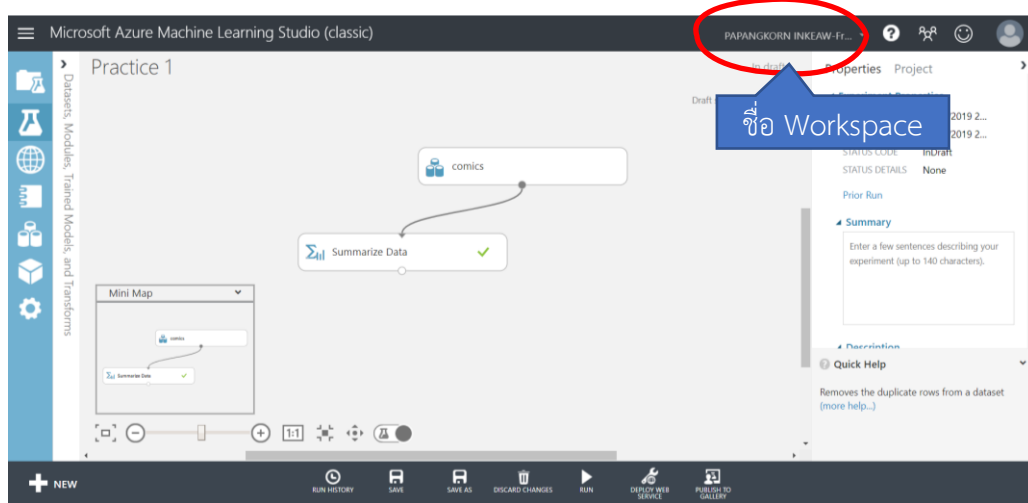 Microsoft Azure Machine Learning Studio (classic)
PAPANGKORN INKEAW-Fr...
Practice 1
In draft
Draft
Properties Project
ชื่อ Workspace
2019 2...
2019 2...
STATUS CODE InDraft
STATUS DETAILS None
Prior Run
Summary
Enter a few sentences describing your
experiment (up to 140 characters).
Description
Quick Help
Removes the duplicate rows from a dataset
(more help...)
Datasets, Modules, Trained Models, and Transforms
comics
Summarize Data
Mini Map
comics
Summarize Data
1:1
NEW
RUN HISTORY
SAVE
SAVE AS
DISCARD CHANGES
RUN
DEPLOY WEB
SERVICE
PUBLISH TO
GALLERY